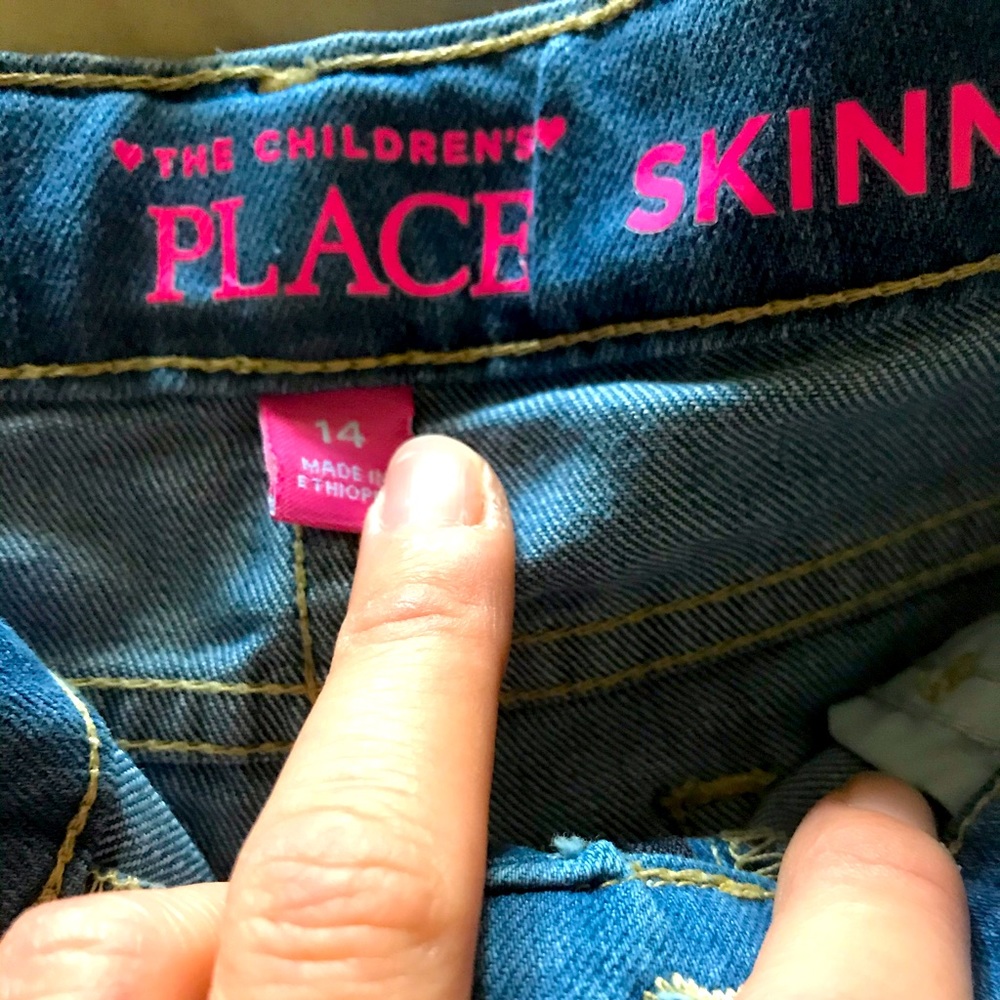 ♥ THE CHILDREN'S ♥
PLACE
SKINN
14
MADE IN
ETHIOP